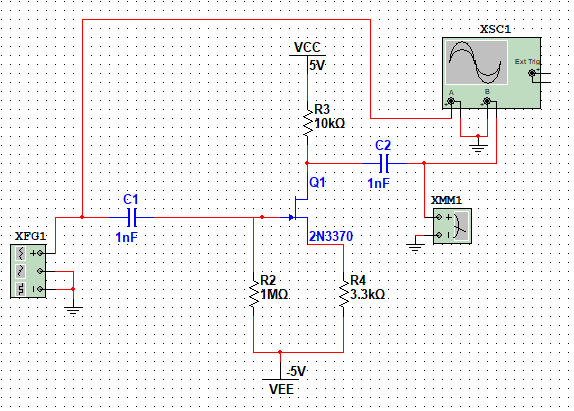 XSC1
Ext Trig
+
A
B
VCC
5V
R3
10kΩ
C2
1nF
Q1
C1
1nF
2N3370
XMM1
XFG1
R2
1MΩ
R4
3.3kΩ
-5V
VEE